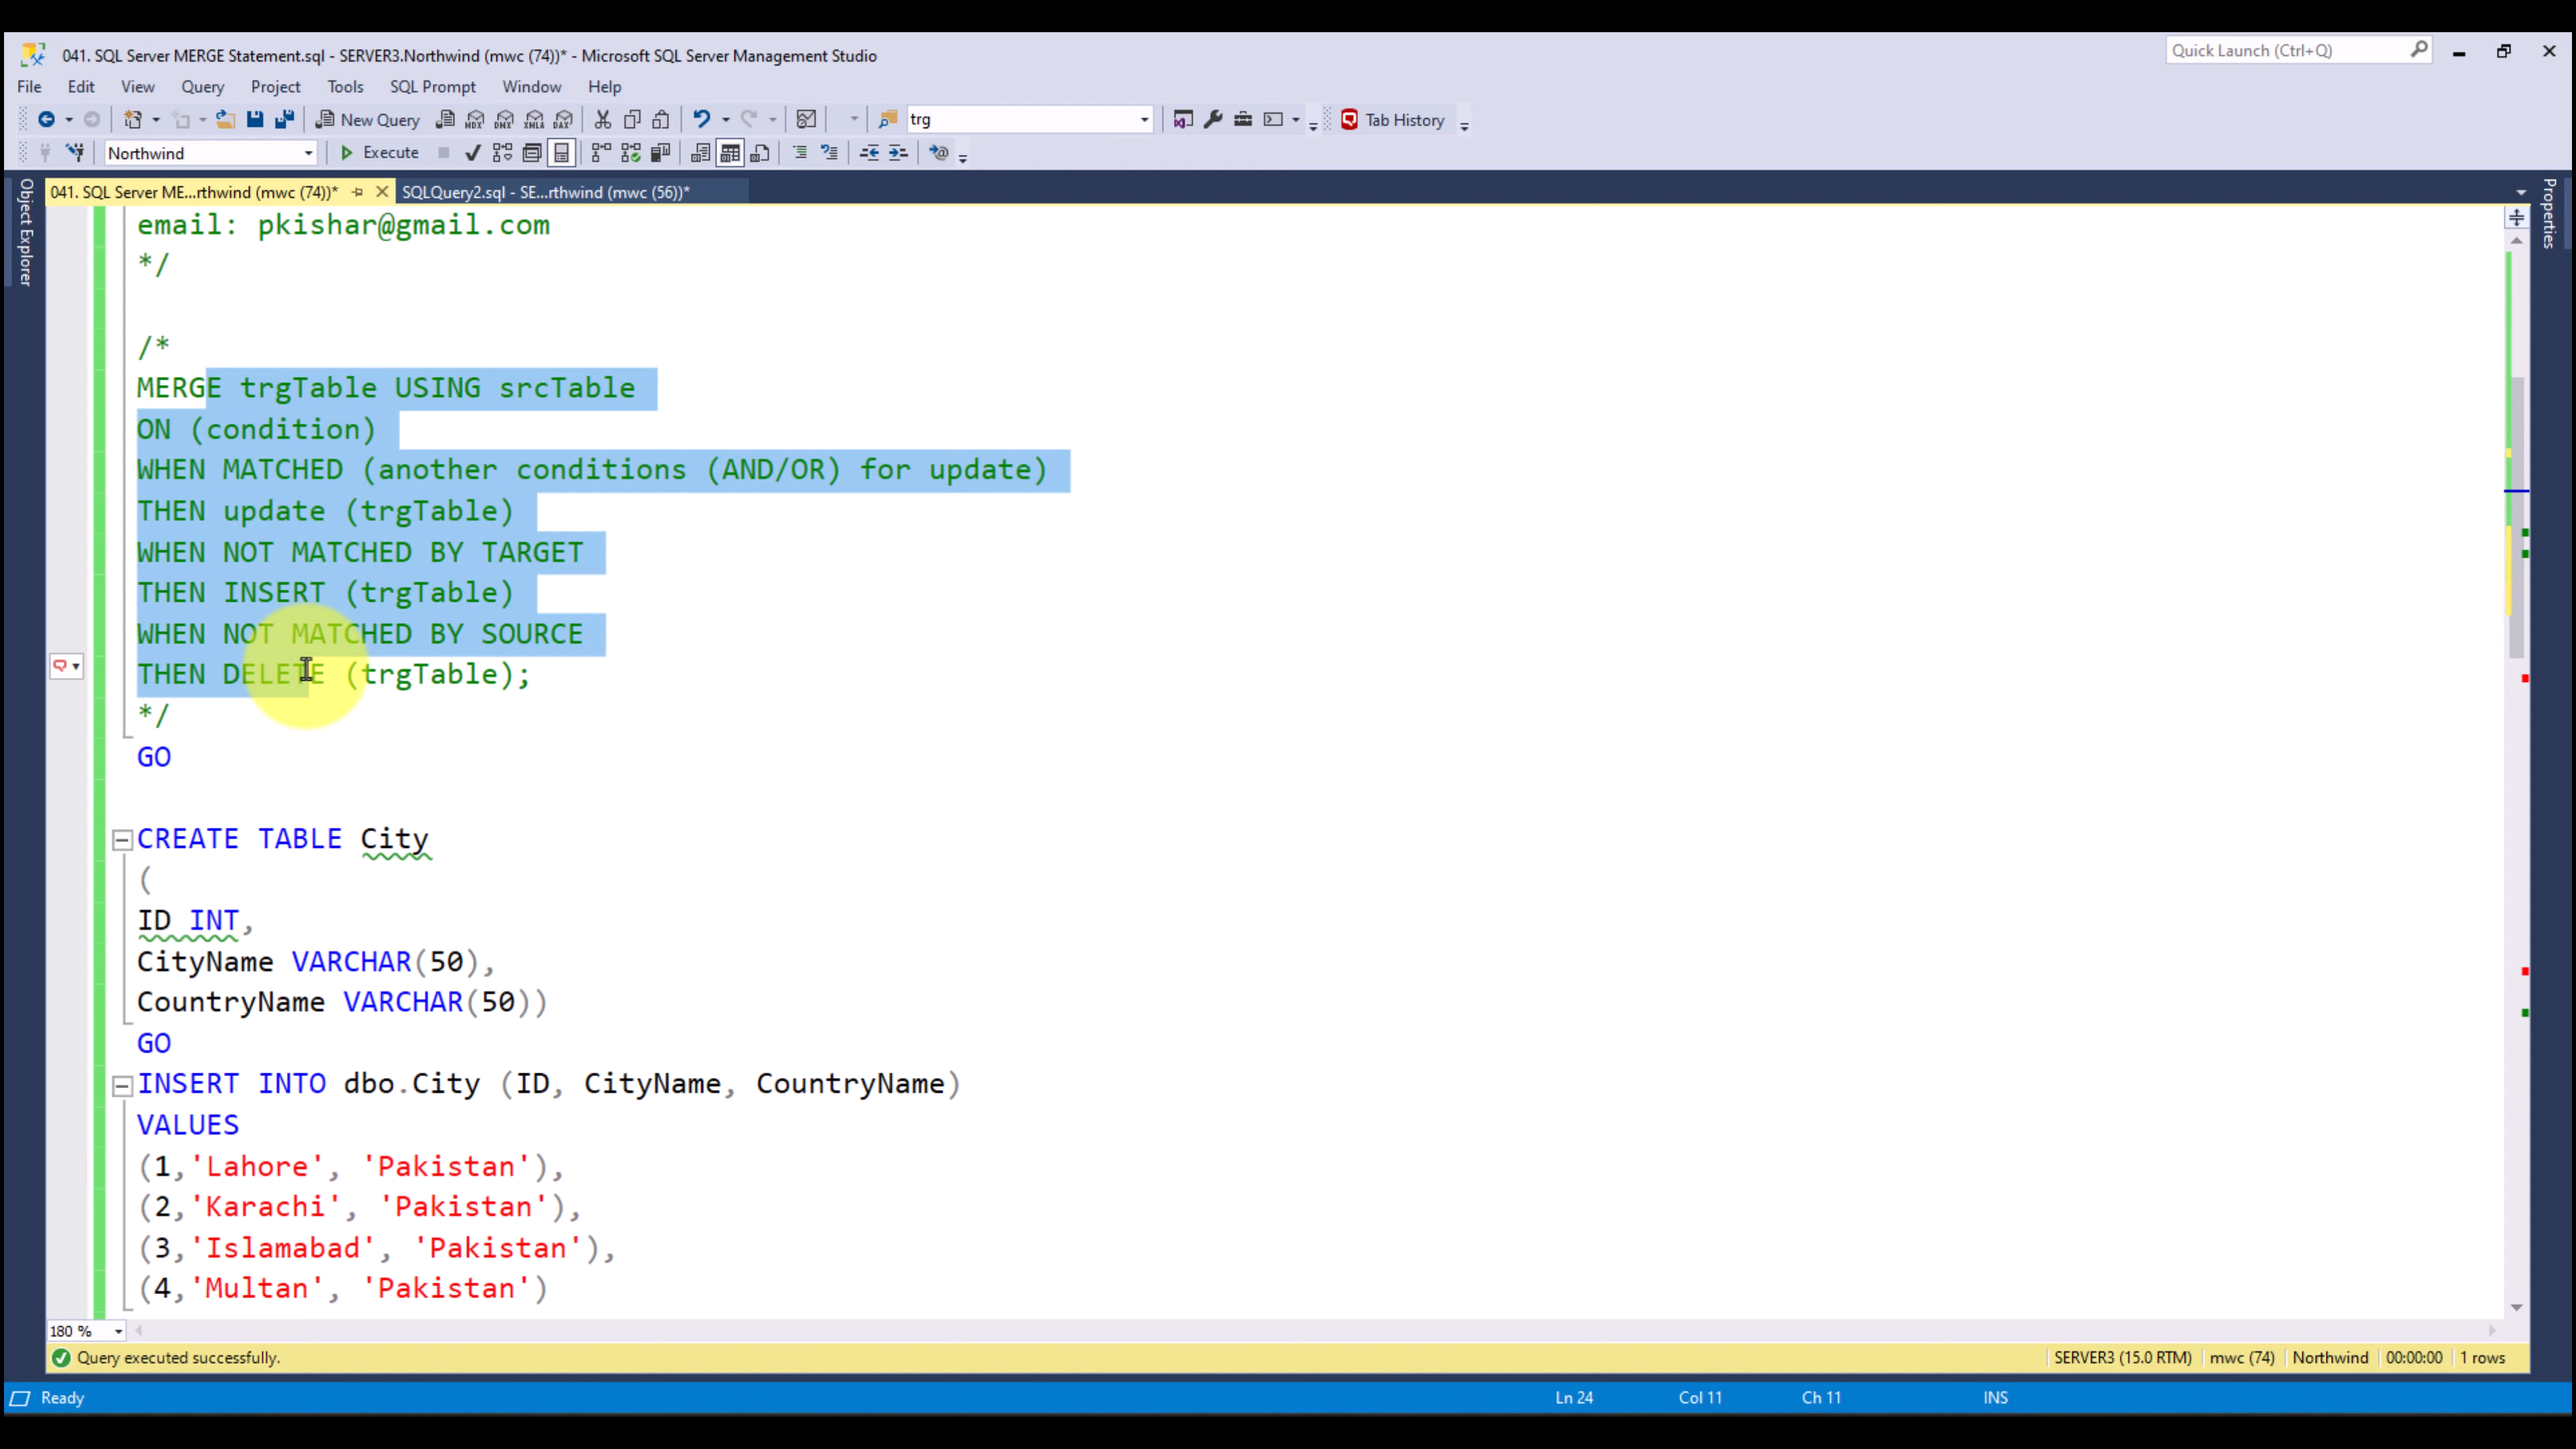 041. SQL Server MERGE Statement.sql - SERVER3.Northwind (mwc (74))* - Microsoft SQL Server Management Studio
Quick Launch (Ctrl+Q)
File Edit View Query Project Tools SQL Prompt Window Help
New Query MDX DMX XMLA DAX trg Tab History
Northwind Execute
041. SQL Server ME...rthwind (mwc (74))* SQLQuery2.sql - SE...rthwind (mwc (56))*
Object Explorer
Properties
email: pkishar@gmail.com
*/
/*
MERGE trgTable USING srcTable
ON (condition)
WHEN MATCHED (another conditions (AND/OR) for update)
THEN update (trgTable)
WHEN NOT MATCHED BY TARGET
THEN INSERT (trgTable)
WHEN NOT MATCHED BY SOURCE
THEN DELETE (trgTable);
*/
GO
CREATE TABLE City
(
ID INT,
CityName VARCHAR(50),
CountryName VARCHAR(50))
GO
INSERT INTO dbo.City (ID, CityName, CountryName)
VALUES
(1,'Lahore', 'Pakistan'),
(2,'Karachi', 'Pakistan'),
(3,'Islamabad', 'Pakistan'),
(4,'Multan', 'Pakistan')
180 %
Query executed successfully. SERVER3 (15.0 RTM) mwc (74) Northwind 00:00:00 1 rows
Ready Ln 24 Col 11 Ch 11 INS